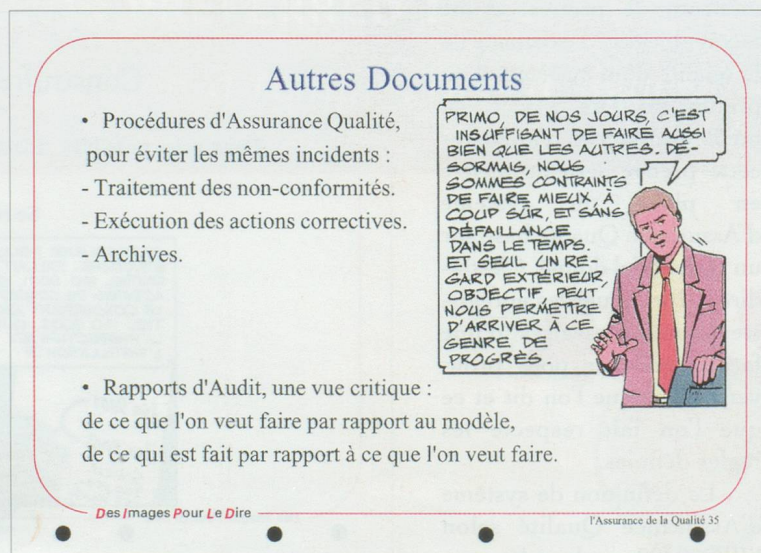 Autres Documents
• Procédures d'Assurance Qualité,
pour éviter les mêmes incidents :
- Traitement des non-conformités.
- Exécution des actions correctives.
- Archives.
PRIMO, DE NOS JOURS, C'EST
INSUFFISANT DE FAIRE AUSSI
BIEN QUE LES AUTRES. DÉ-
SORMAIS, NOUS
SOMMES CONTRAINTS
DE FAIRE MIEUX, À
COUP SÛR, ET SANS
DÉFAILLANCE
DANS LE TEMPS.
ET SEUL UN RE-
GARD EXTÉRIEUR,
OBJECTIF, PEUT
NOUS PERMETTRE
D'ARRIVER À CE
GENRE DE
PROGRÈS.
• Rapports d'Audit, une vue critique :
de ce que l'on veut faire par rapport au modèle,
de ce qui est fait par rapport à ce que l'on veut faire.
Des Images Pour Le Dire
l'Assurance de la Qualité 35